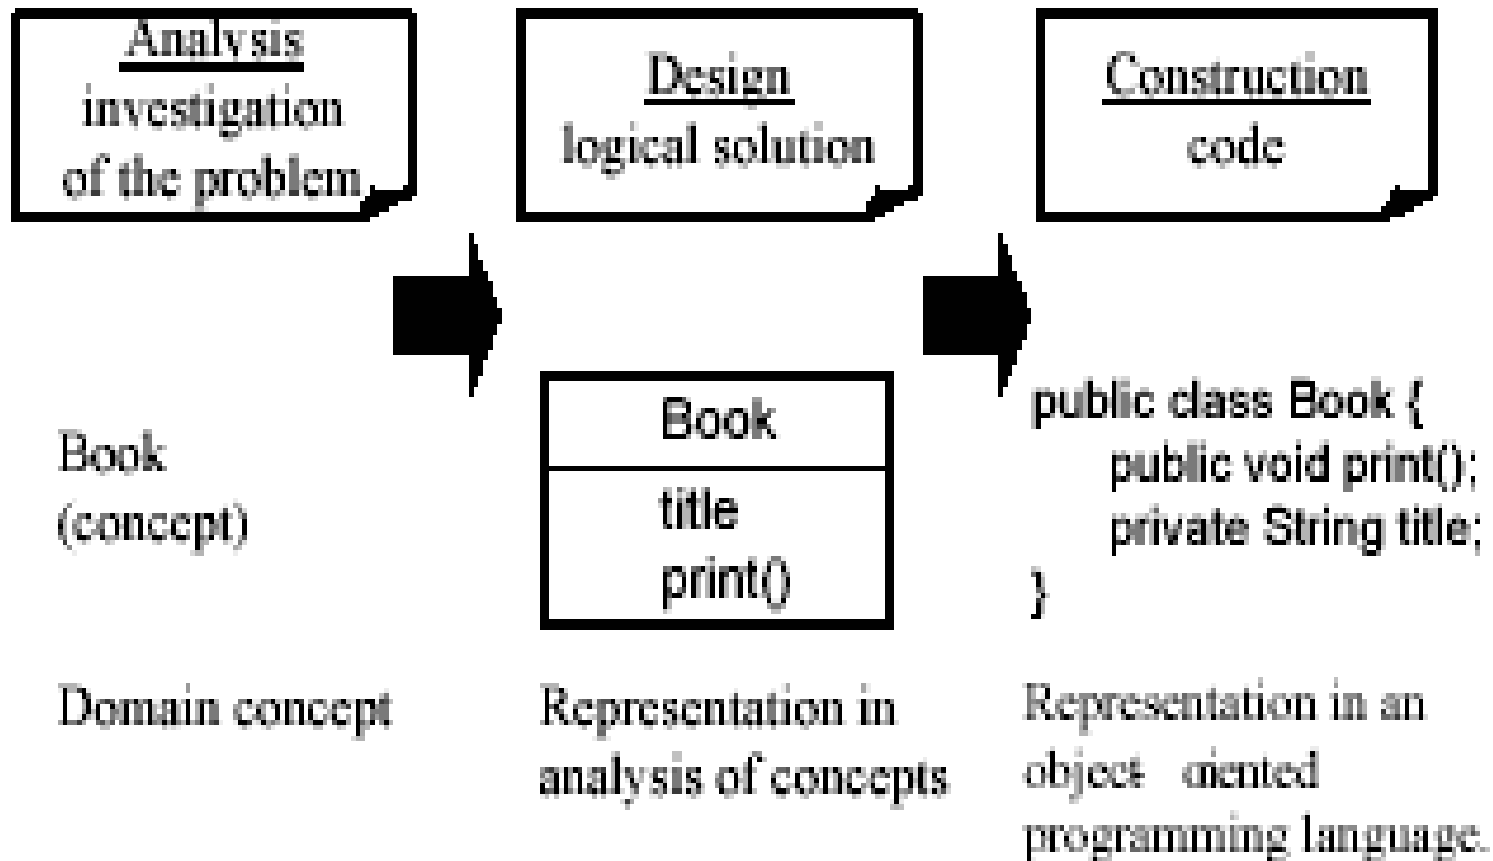 Analysis
investigation
of the problem
Design
logical solution
Construction
code
Book
(concept)
Domain concept
Book
title
print()
Representation in
analysis of concepts
public class Book {
public void print();
private String title;
}
Representation in an
object oriented
programming language.